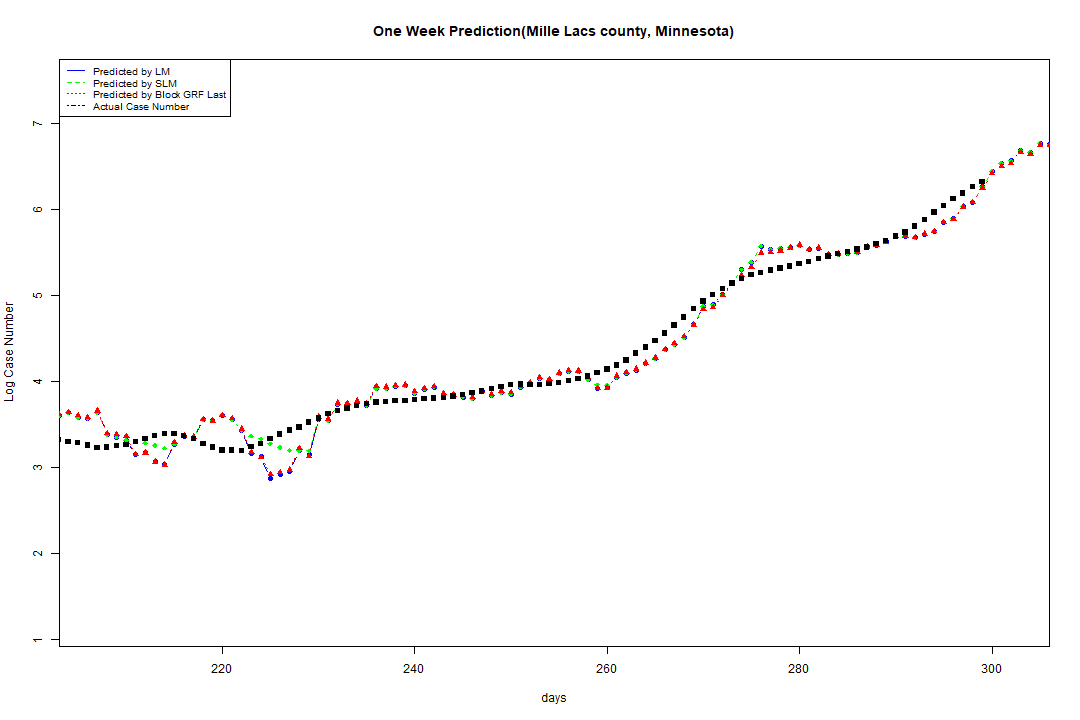 One Week Prediction(Mille Lacs county, Minnesota)
Predicted by LM
Predicted by SLM
Predicted by Block GRF Last
Actual Case Number
7
6
5
4
3
2
1
Log Case Number
220 240 260 280 300
days